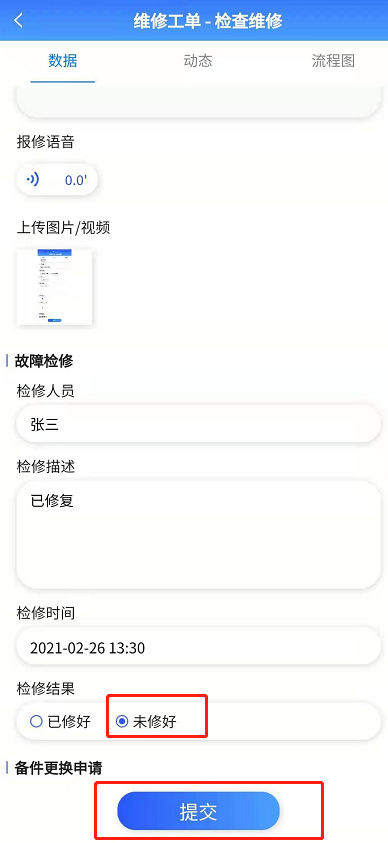 维修工单 - 检查维修
数据 动态 流程图
报修语音
0.0'
上传图片/视频
故障检修
检修人员
张三
检修描述
已修复
检修时间
2021-02-26 13:30
检修结果
已修好 未修好
备件更换申请
提交